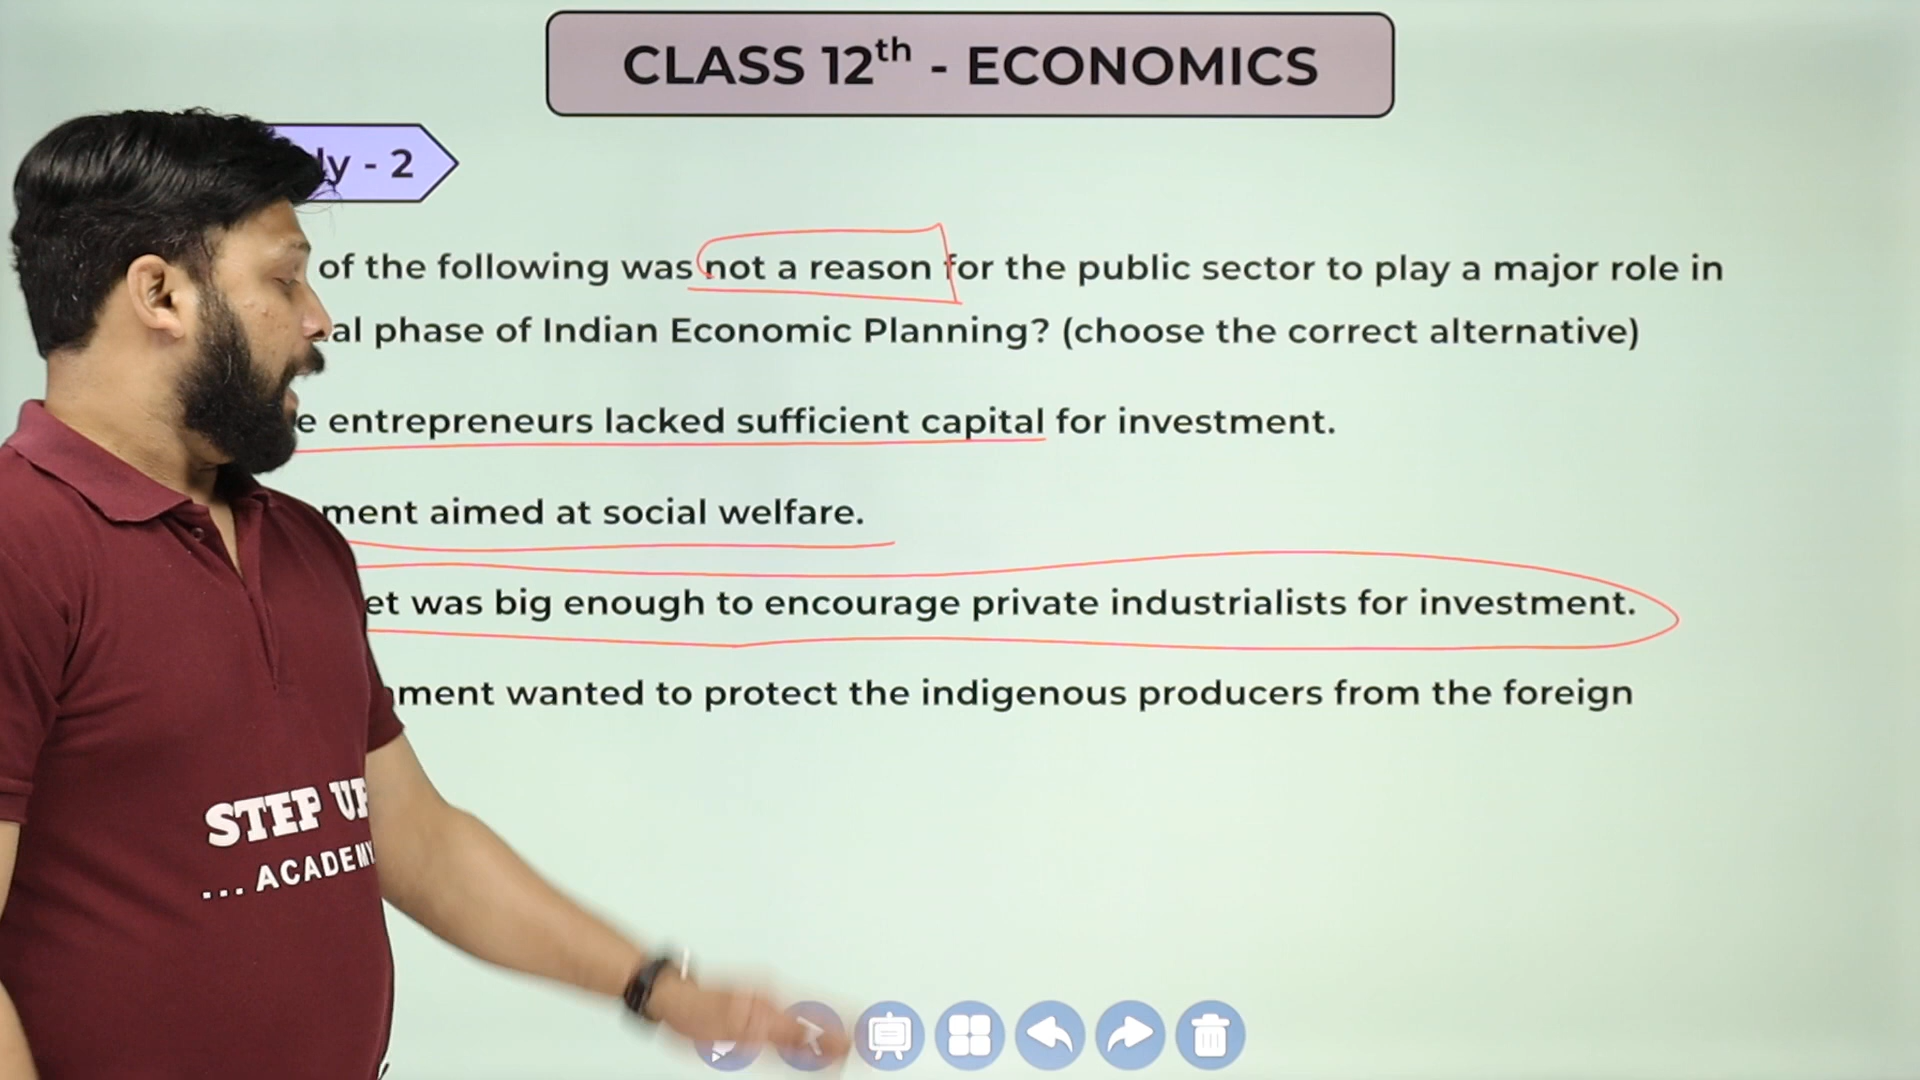 CLASS 12th - ECONOMICS
ly - 2
of the following was not a reason for the public sector to play a major role in
al phase of Indian Economic Planning? (choose the correct alternative)
e entrepreneurs lacked sufficient capital for investment.
ment aimed at social welfare.
et was big enough to encourage private industrialists for investment.
nment wanted to protect the indigenous producers from the foreign
STEP UP
... ACADEMY